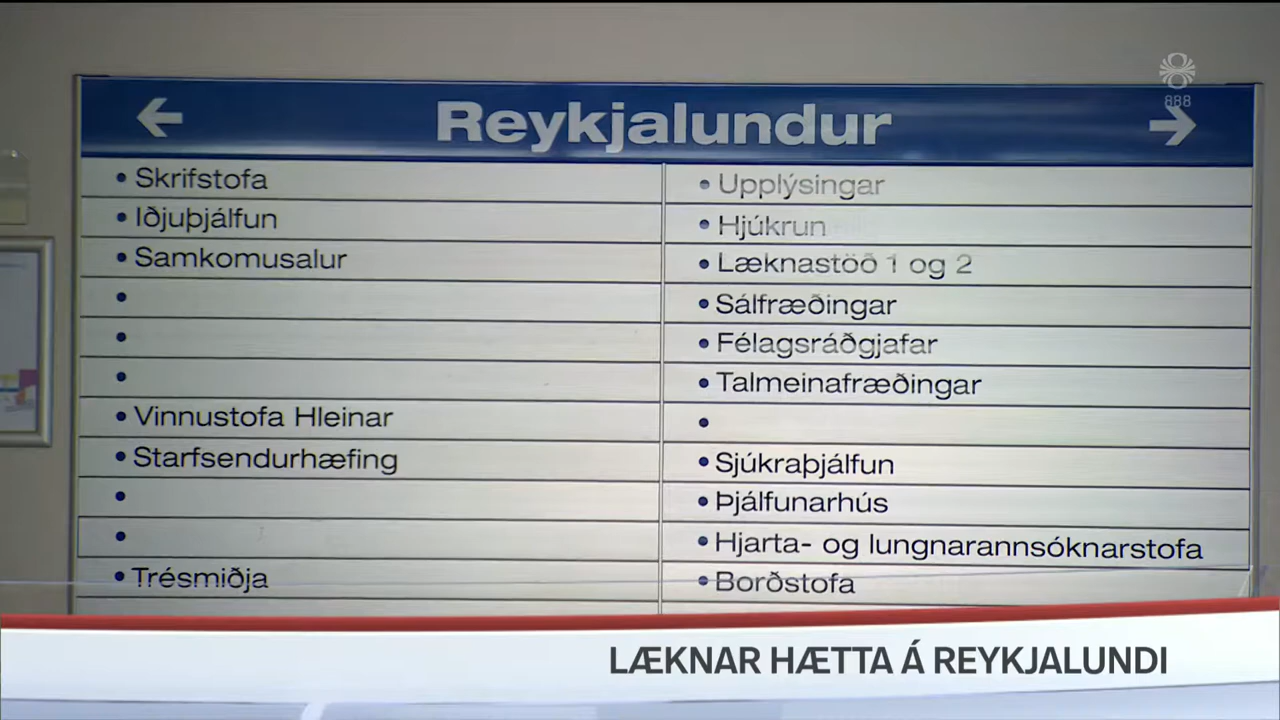 888
Reykjalundur
• Skrifstofa
• Iðjuþjálfun
• Samkomusalur
•
•
•
• Vinnustofa Hleinar
• Starfsendurhæfing
•
•
• Trésmiðja
• Upplýsingar
• Hjúkrun
• Læknastöð 1 og 2
• Sálfræðingar
• Félagsráðgjafar
• Talmeinafræðingar
•
• Sjúkraþjálfun
• Þjálfunarhús
• Hjarta- og lungnarannsóknarstofa
• Borðstofa
LÆKNAR HÆTTA Á REYKJALUNDI